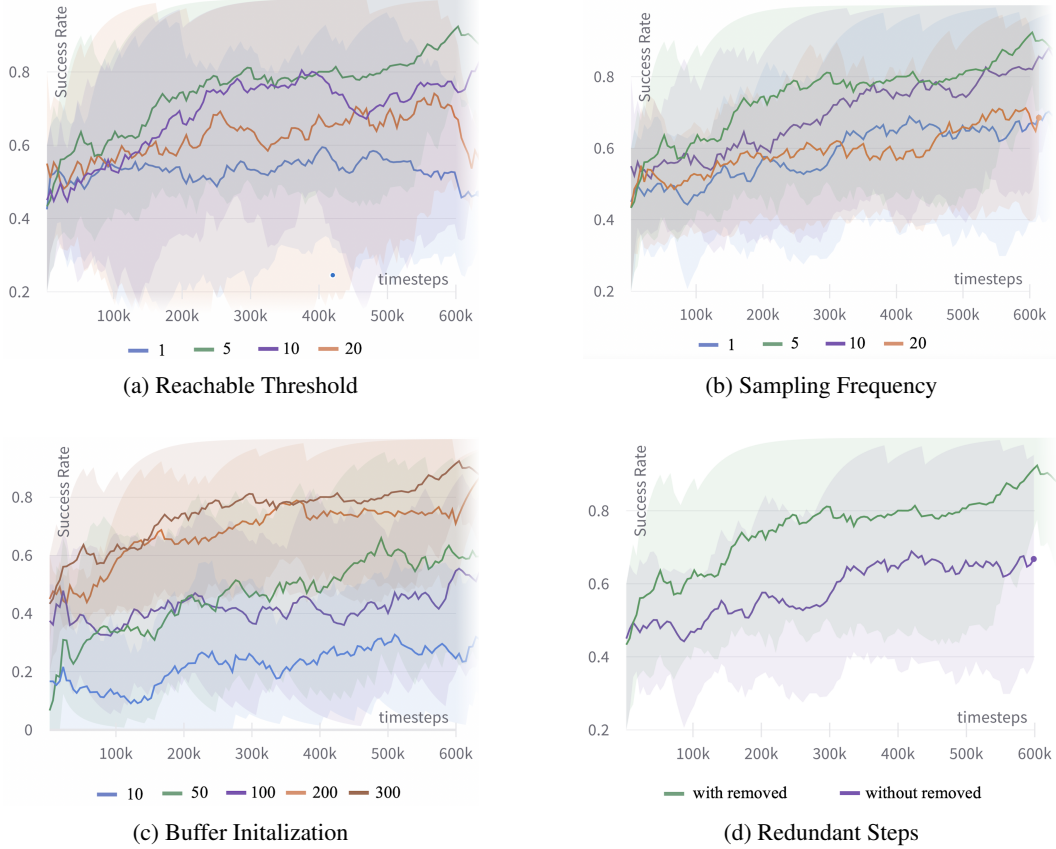 Success Rate
0.8
0.6
0.4
0.2
timesteps
100k 200k 300k 400k 500k 600k
1 5 10 20
(a) Reachable Threshold
Success Rate
0.8
0.6
0.4
0.2
timesteps
100k 200k 300k 400k 500k 600k
1 5 10 20
(b) Sampling Frequency
Success Rate
0.8
0.6
0.4
0.2
0
timesteps
100k 200k 300k 400k 500k 600k
10 50 100 200 300
(c) Buffer Initalization
Success Rate
0.8
0.6
0.4
0.2
timesteps
100k 200k 300k 400k 500k 600k
with removed without removed
(d) Redundant Steps